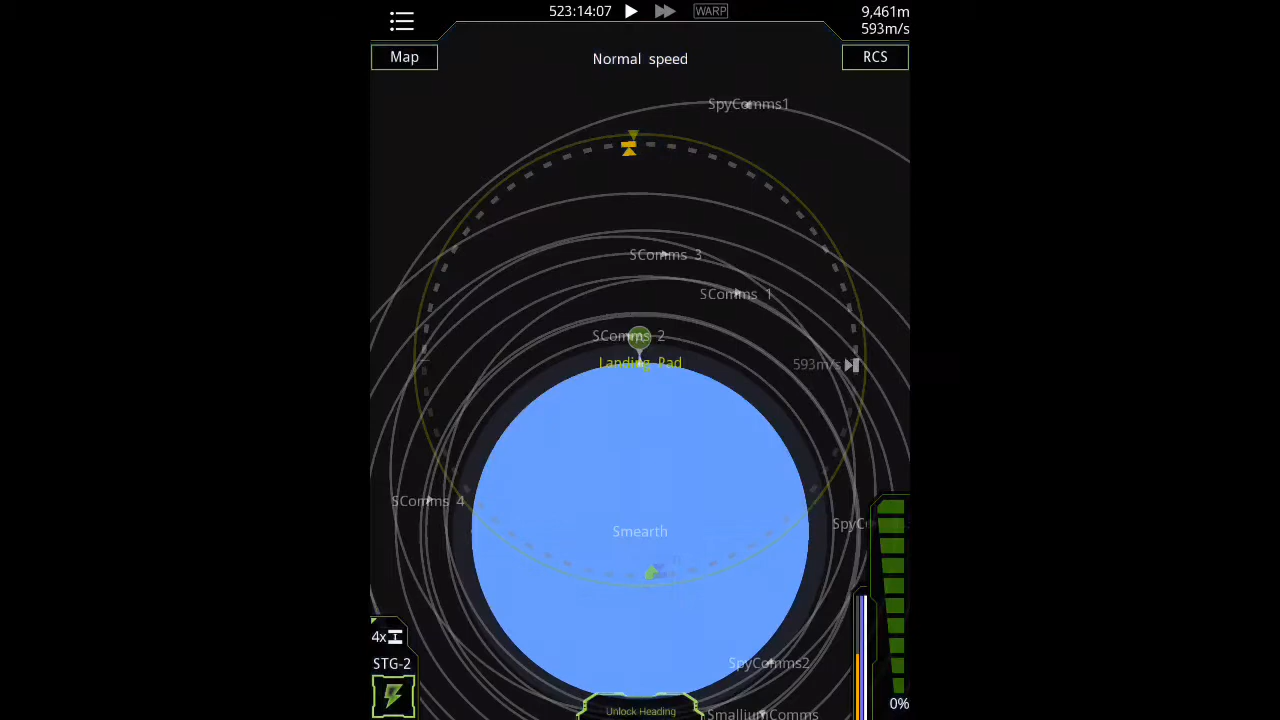 523:14:07
WARP
9,461m
593m/s
Map
Normal speed
RCS
SpyComms1
SComms 3
SComms 1
SComms 2
Landing Pad
593m/s
SComms 4
SpyCo
Smearth
4x
STG-2
SpyComms2
0%
Unlock Heading
SmalliumComms